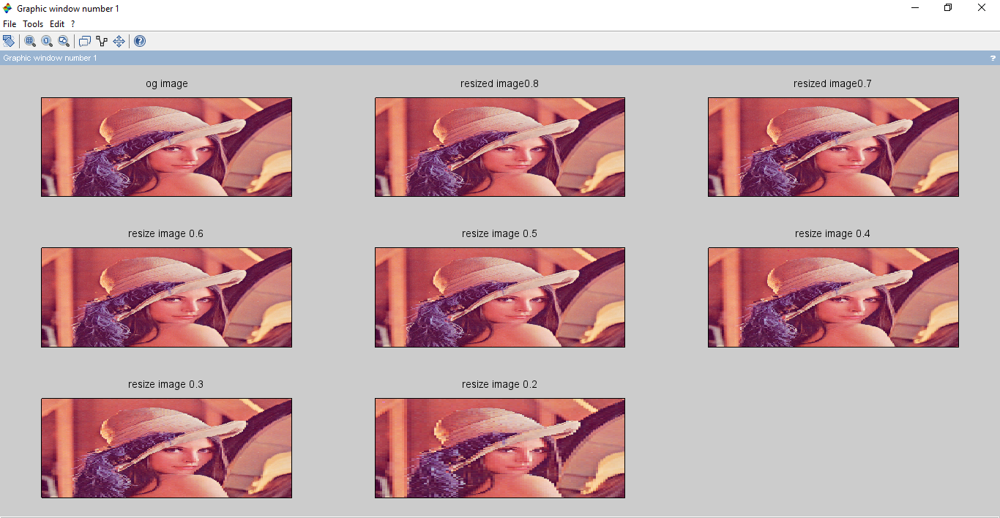 Graphic window number 1
File Tools Edit ?
Graphic window number 1 ?
og image
resized image0.8
resized image0.7
resize image 0.6
resize image 0.5
resize image 0.4
resize image 0.3
resize image 0.2